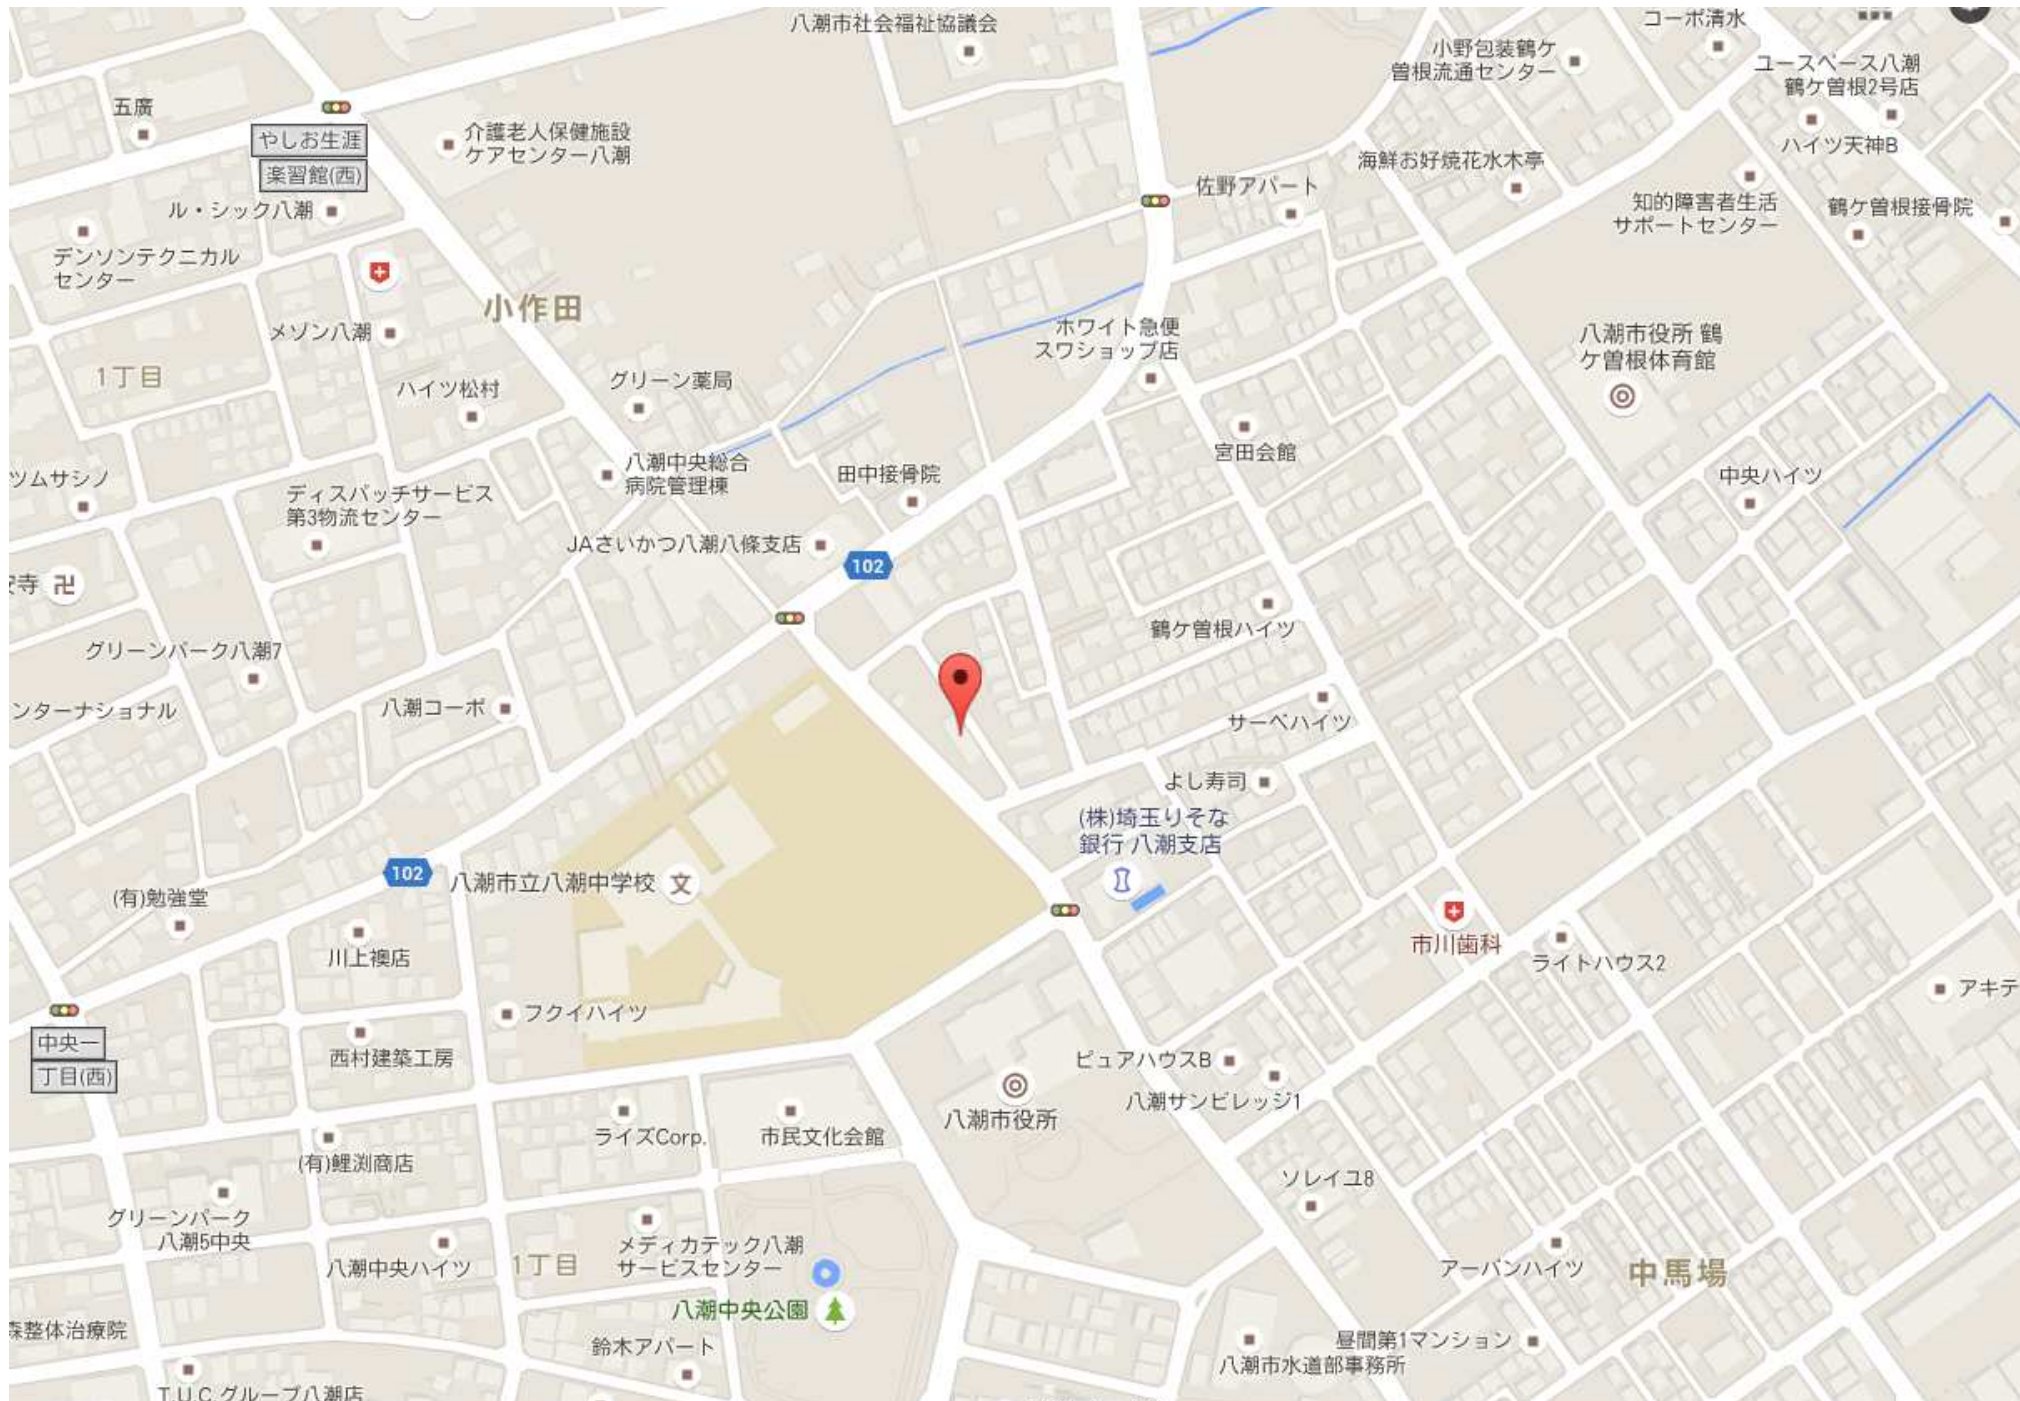 八潮市社会福祉協議会
小野包装鶴ケ
曽根流通センター
コーポ清水
ユースペース八潮
鶴ケ曽根2号店
五廣
やしお生涯
楽習館(西)
介護老人保健施設
ケアセンター八潮
ハイツ天神B
海鮮お好焼花水木亭
佐野アパート
ル・シック八潮
知的障害者生活
サポートセンター
鶴ケ曽根接骨院
デンソンテクニカル
センター
小作田
メゾン八潮
ホワイト急便
スワショップ店
八潮市役所 鶴
ケ曽根体育館
1丁目
ハイツ松村
グリーン薬局
宮田会館
八潮中央総合
病院管理棟
田中接骨院
中央ハイツ
ツムサシノ
ディスパッチサービス
第3物流センター
JAさいかつ八潮八條支店
102
寺
鶴ケ曽根ハイツ
グリーンパーク八潮7
ンターナショナル
八潮コーポ
サーペハイツ
よし寿司
(株)埼玉りそな
銀行 八潮支店
102
八潮市立八潮中学校
文
(有)勉強堂
川上襖店
市川歯科
ライトハウス2
アキテ
フクイハイツ
中央一
丁目(西)
西村建築工房
ピュアハウスB
八潮サンビレッジ1
八潮市役所
ライズCorp.
市民文化会館
(有)鯉渕商店
ソレイユ8
グリーンパーク
八潮5中央
八潮中央ハイツ
1丁目
メディカテック八潮
サービスセンター
アーバンハイツ
中馬場
八潮中央公園
森整体治療院
鈴木アパート
昼間第1マンション
八潮市水道部事務所
T.U.C.グループ八潮店